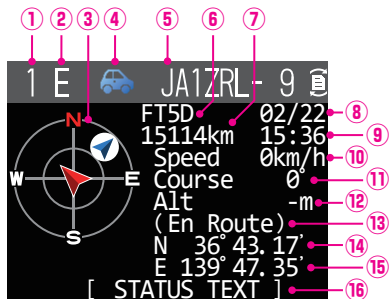 ① ② ③ ④ ⑤ ⑥ ⑦
1 E JA1ZRL- 9
FT5D 02/22 ⑧
15114km 15:36 ⑨
Speed 0km/h ⑩
Course 0° ⑪
Alt -m ⑫
(En Route) ⑬
N 36°43.17' ⑭
E 139°47.35' ⑮
[ STATUS TEXT ] ⑯
N
W E
S